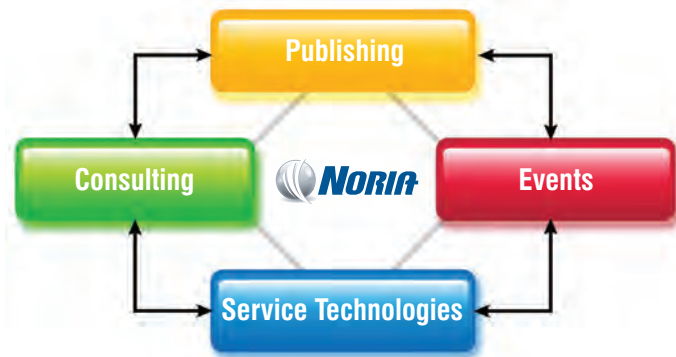 Publishing
Consulting
NORIA
Events
Service Technologies